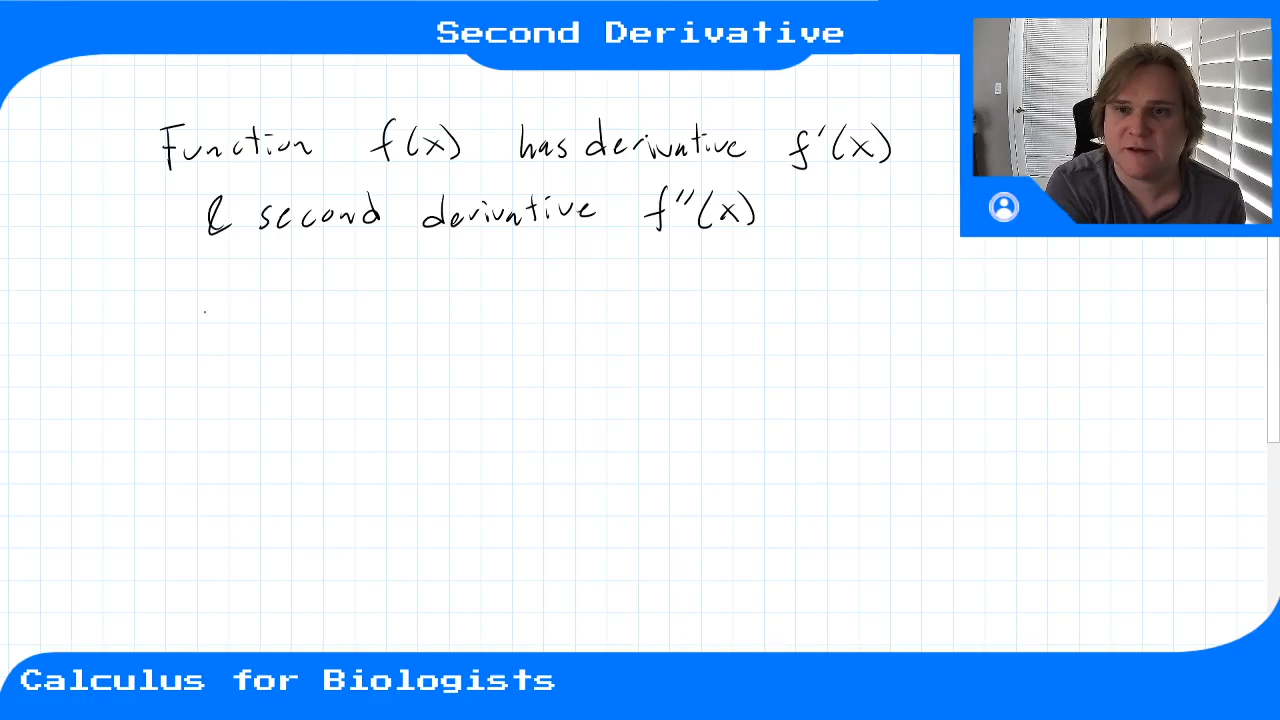 Second Derivative
Function f(x) has derivative f′(x)
& second derivative f″(x)
Calculus for Biologists